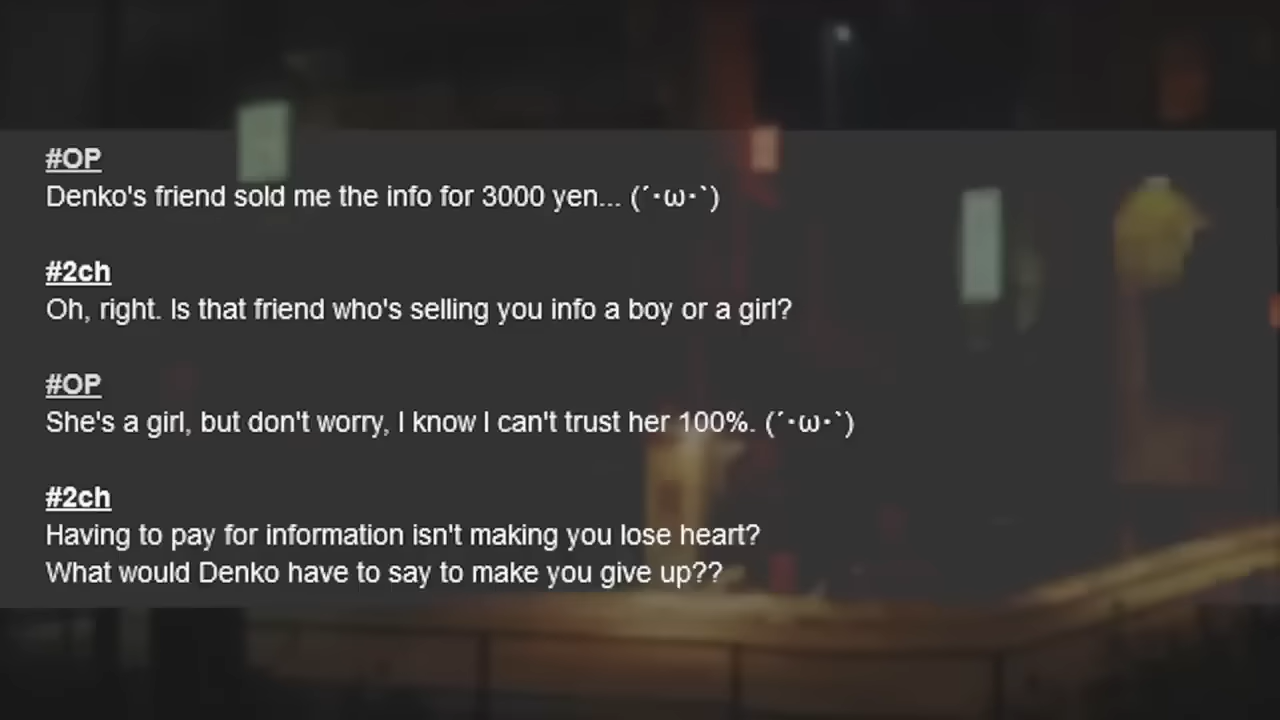 #OP
Denko's friend sold me the info for 3000 yen... (´･ω･`)
#2ch
Oh, right. Is that friend who's selling you info a boy or a girl?
#OP
She's a girl, but don't worry, I know I can't trust her 100%. (´･ω･`)
#2ch
Having to pay for information isn't making you lose heart?
What would Denko have to say to make you give up??